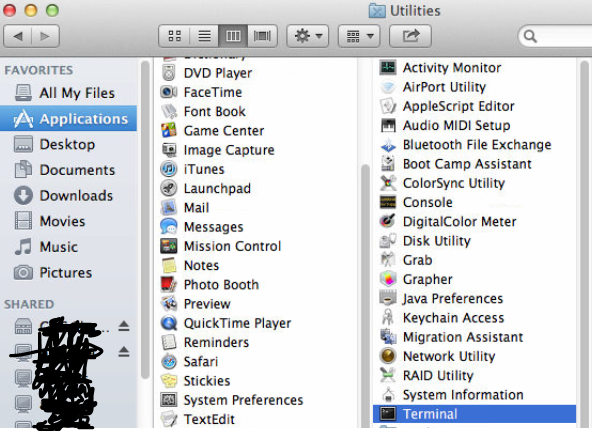 Utilities
FAVORITES
All My Files
Applications
Desktop
Documents
Downloads
Movies
Music
Pictures
SHARED
Dictionary
DVD Player
FaceTime
Font Book
Game Center
Image Capture
iTunes
Launchpad
Mail
Messages
Mission Control
Notes
Photo Booth
Preview
QuickTime Player
Reminders
Safari
Stickies
System Preferences
TextEdit
Activity Monitor
AirPort Utility
AppleScript Editor
Audio MIDI Setup
Bluetooth File Exchange
Boot Camp Assistant
ColorSync Utility
Console
DigitalColor Meter
Disk Utility
Grab
Grapher
Java Preferences
Keychain Access
Migration Assistant
Network Utility
RAID Utility
System Information
Terminal